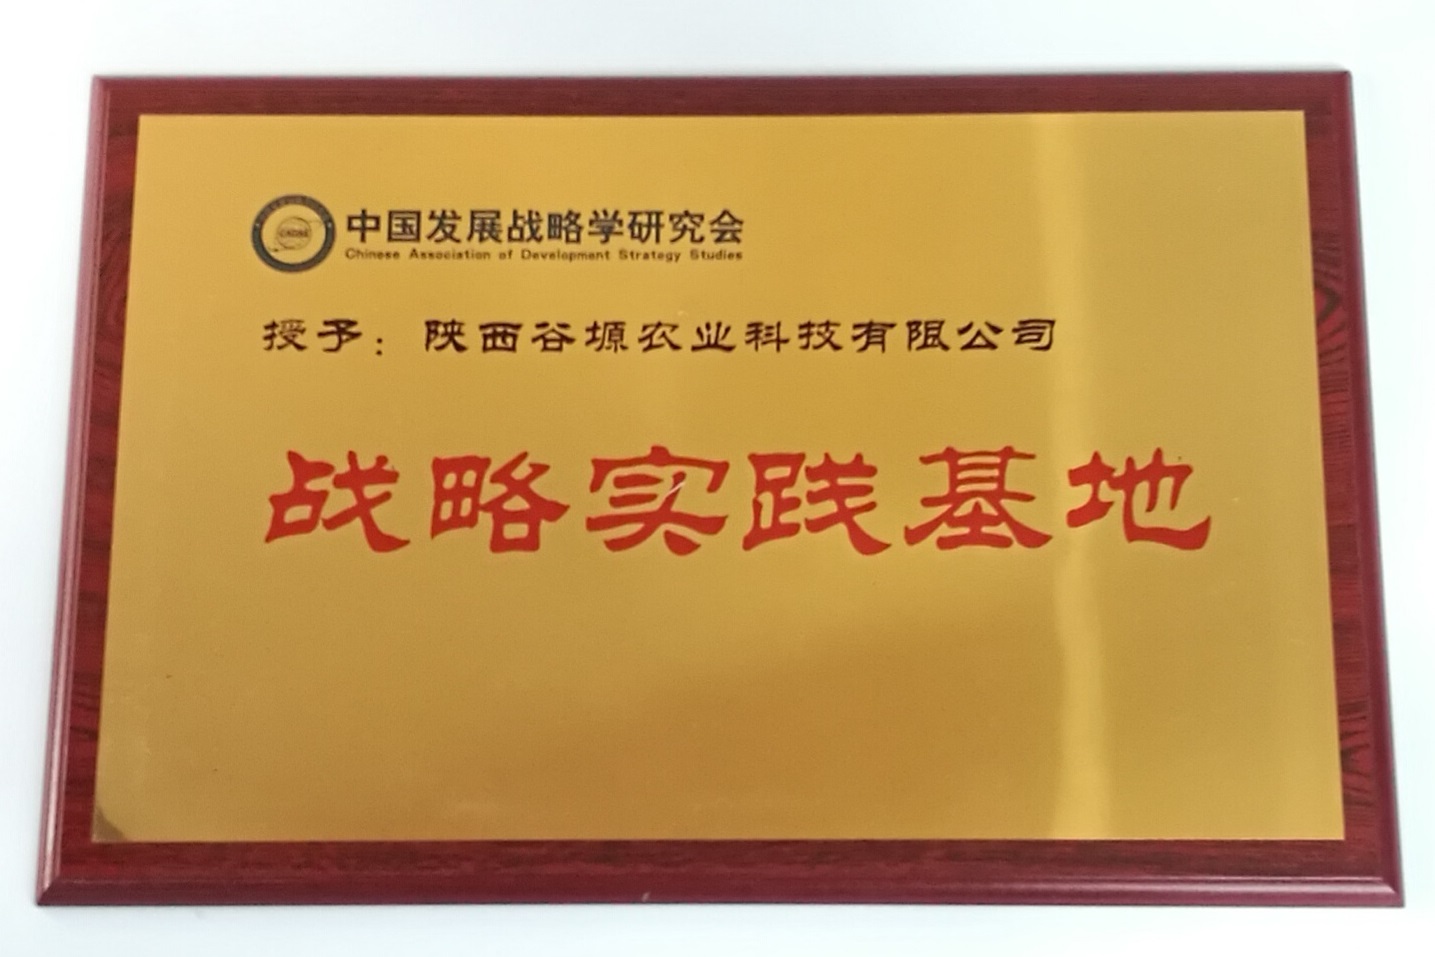 中国发展战略学研究会
Chinese Association of Development Strategy Studies
授予：陕西谷塬农业科技有限公司
战略实践基地